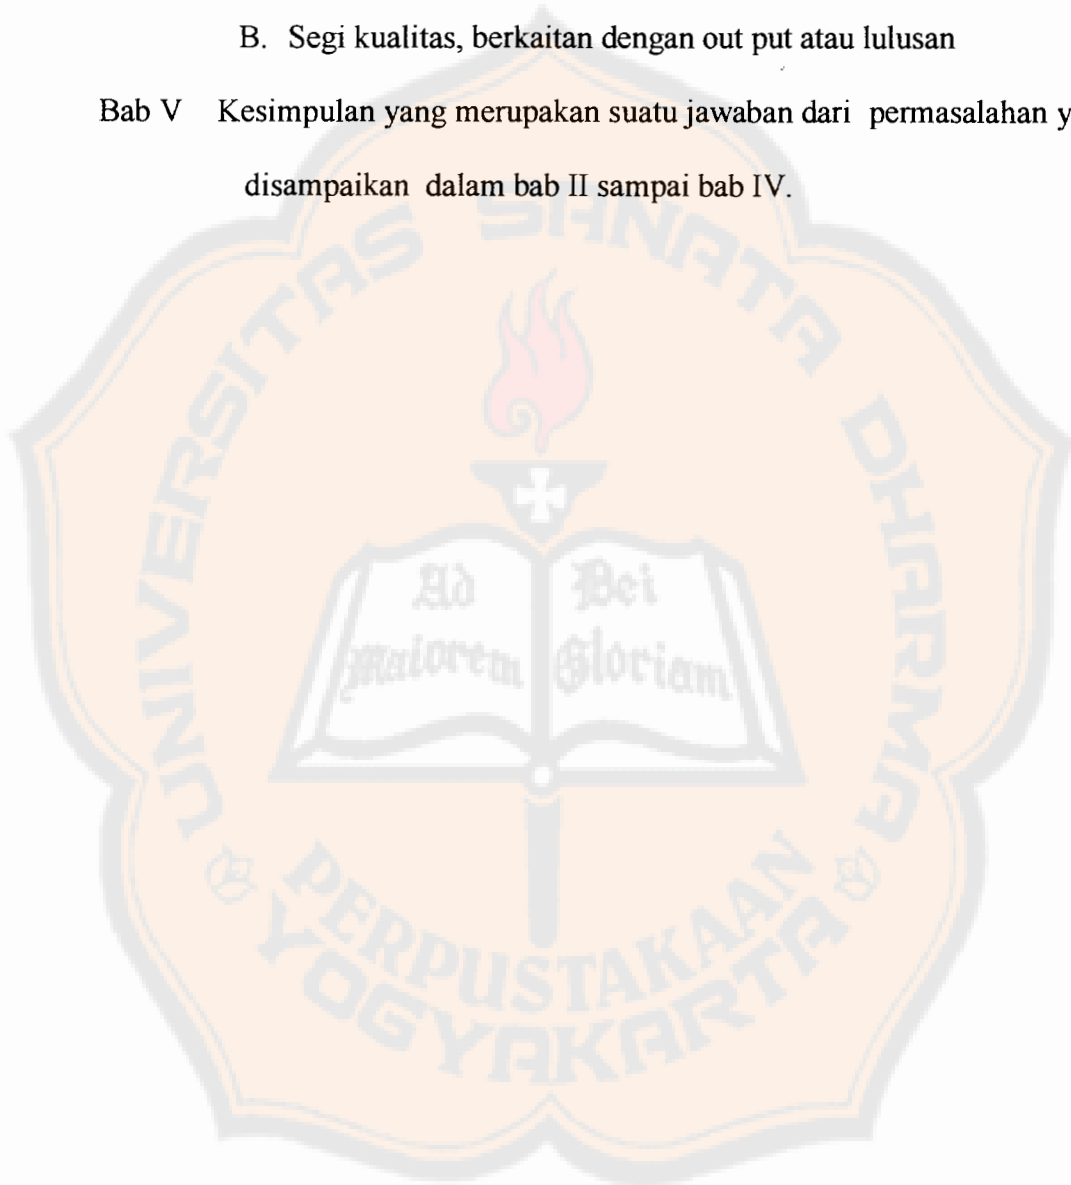 B. Segi kualitas, berkaitan dengan out put atau lulusan
Bab V Kesimpulan yang merupakan suatu jawaban dari permasalahan y
disampaikan dalam bab II sampai bab IV.
UNIVERSITAS SANATA DHARMA
Ad Dei
Maiorem Gloriam
PERPUSTAKAAN
YOGYAKARTA